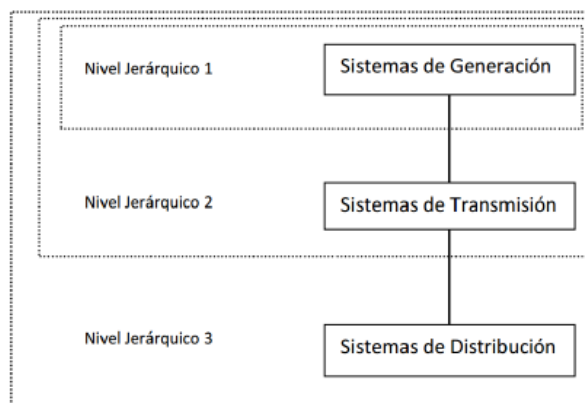 Nivel Jerárquico 1
Sistemas de Generación
Nivel Jerárquico 2
Sistemas de Transmisión
Nivel Jerárquico 3
Sistemas de Distribución